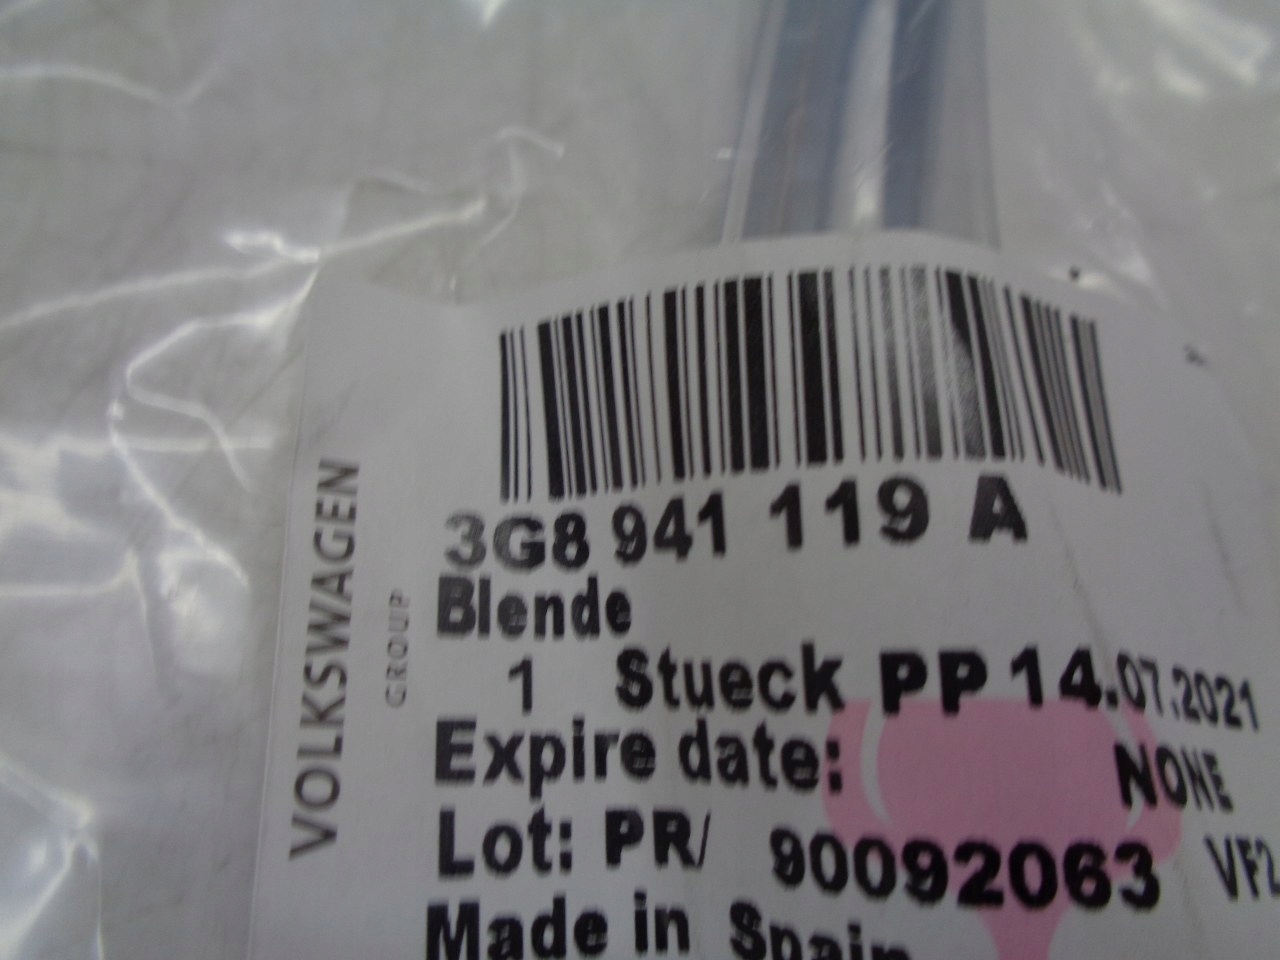 3G8 941 119 A
Blende
1 Stueck PP 14.07.2021
Expire date: NONE
Lot: PR/ 90092063 VF2
Made in Spain
VOLKSWAGEN
GROUP